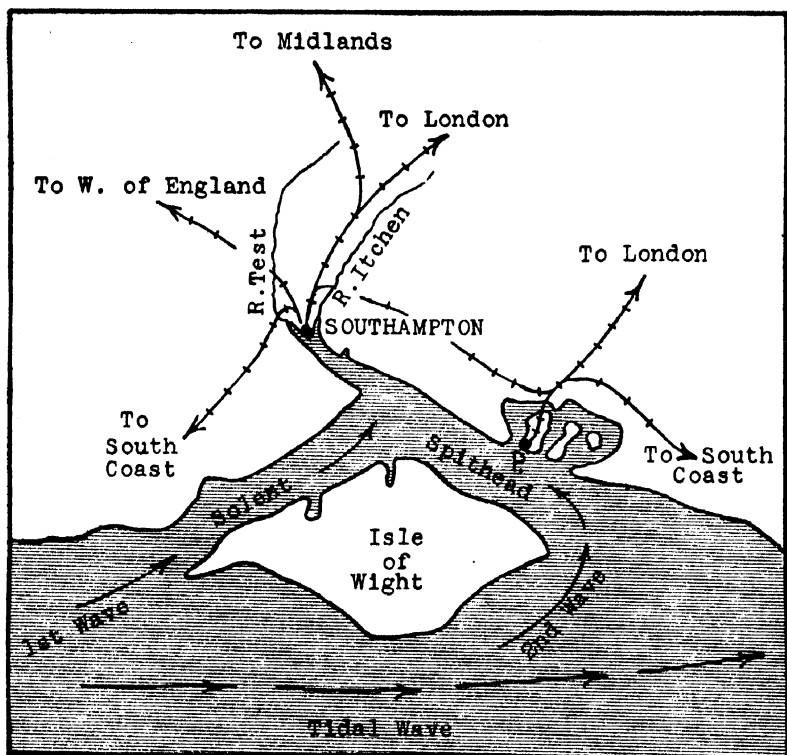 To Midlands
To London
To W. of England
R. Test
R. Itchen
To London
SOUTHAMPTON
To
South
Coast
P
To South
Coast
Solent
Spithead
Isle
of
Wight
1st Wave
2nd Wave
Tidal Wave